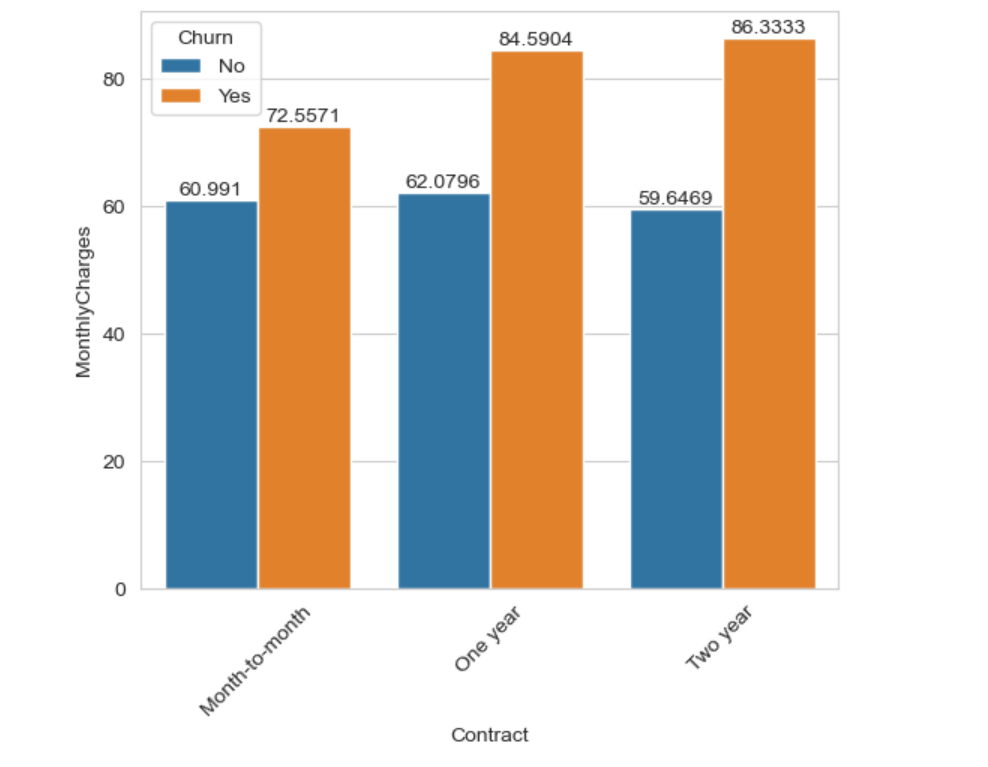 Churn
No
Yes
60.991
72.5571
62.0796
84.5904
59.6469
86.3333
80
60
40
20
0
MonthlyCharges
Month-to-month
One year
Two year
Contract